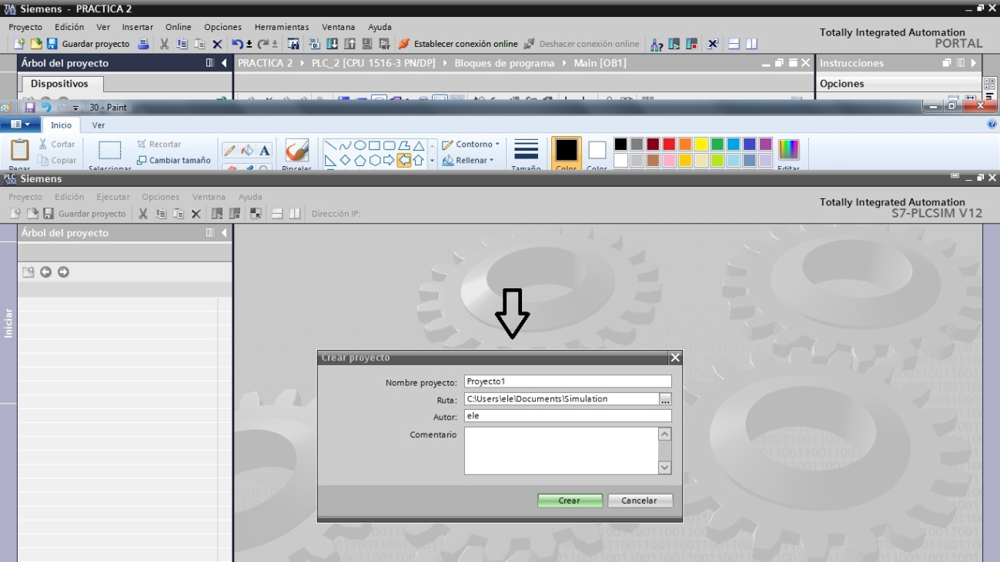 TIA V12 Siemens - PRACTICA 2
Proyecto Edición Ver Insertar Online Opciones Herramientas Ventana Ayuda
Totally Integrated Automation
PORTAL
Guardar proyecto Establecer conexión online Deshacer conexión online
Árbol del proyecto
PRACTICA 2 PLC_2 [CPU 1516-3 PN/DP] Bloques de programa Main [OB1]
Instrucciones
Dispositivos
Opciones
30 - Paint
Inicio Ver
Cortar Recortar Contorno
Copiar Cambiar tamaño A Rellenar
Pegar Seleccionar Pinceles Tamaño Color Color Editar
PLC SIM Siemens
Proyecto Edición Ejecutar Opciones Ventana Ayuda
Totally Integrated Automation
S7-PLCSIM V12
Guardar proyecto Dirección IP:
Árbol del proyecto
Iniciar
Crear proyecto
Nombre proyecto: Proyecto1
Ruta: C:\Users\ele\Documents\Simulation ...
Autor: ele
Comentario
Crear Cancelar